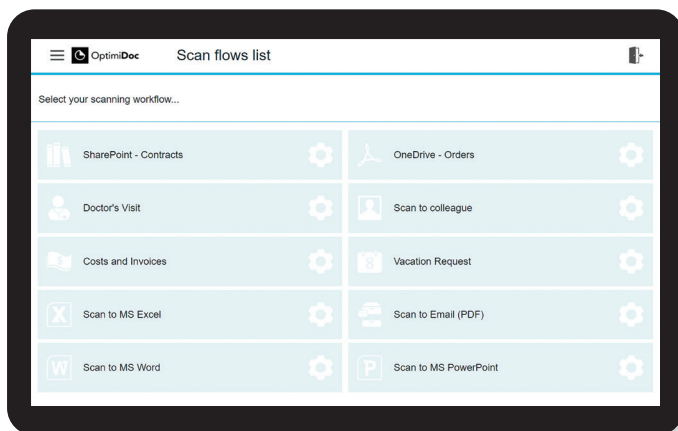 OptimiDoc Scan flows list
Select your scanning workflow...
SharePoint - Contracts
OneDrive - Orders
Doctor's Visit
Scan to colleague
Costs and Invoices
8
Vacation Request
X
Scan to MS Excel
Scan to Email (PDF)
W
Scan to MS Word
P
Scan to MS PowerPoint